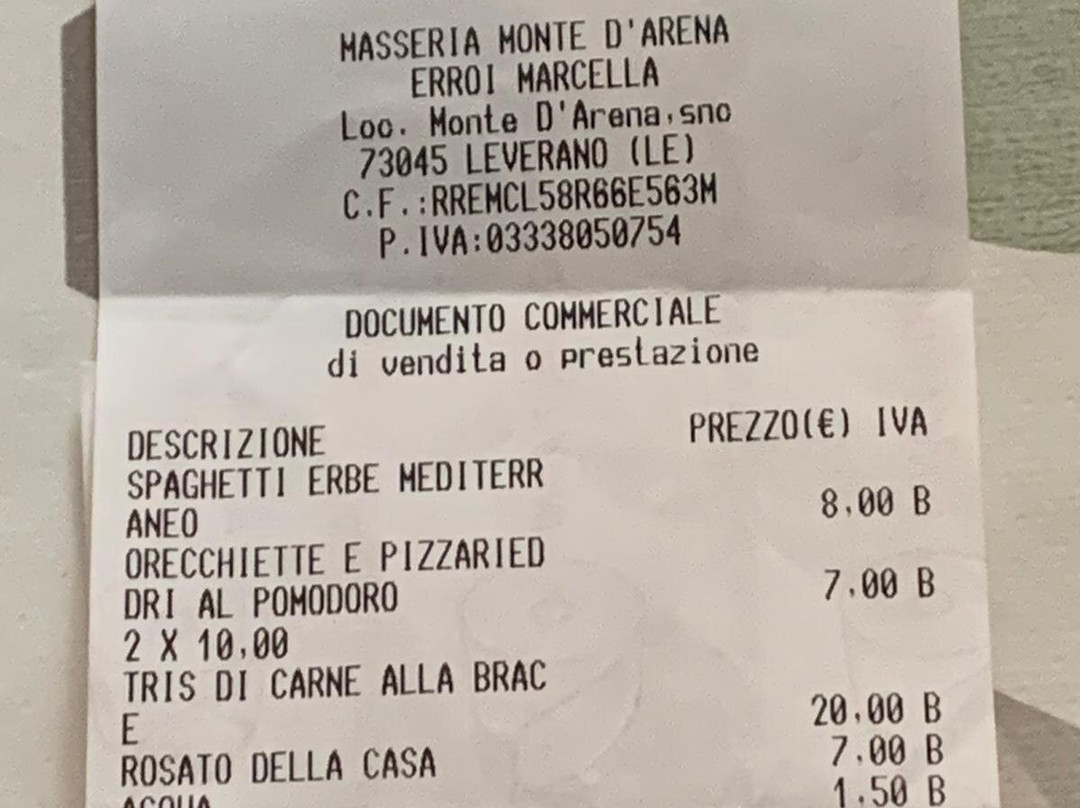 MASSERIA MONTE D'ARENA
ERROI MARCELLA
Loc. Monte D'Arena,snc
73045 LEVERANO (LE)
C.F.:RREMCL58R66E563M
P.IVA:03338050754
DOCUMENTO COMMERCIALE
di vendita o prestazione
DESCRIZIONE PREZZO(€) IVA
SPAGHETTI ERBE MEDITERR
ANEO 8,00 B
ORECCHIETTE E PIZZARIED
DRI AL POMODORO 7,00 B
2 X 10,00
TRIS DI CARNE ALLA BRAC
E 20,00 B
ROSATO DELLA CASA 7,00 B
ACQUA 1,50 B